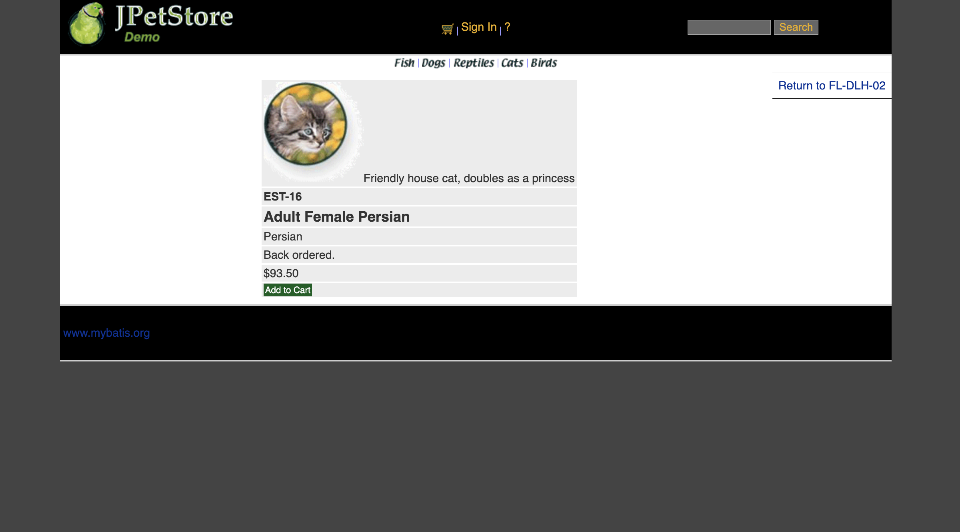 JPetStore
Demo
Sign In | ?
Search
Fish | Dogs | Reptiles | Cats | Birds
Return to FL-DLH-02
Friendly house cat, doubles as a princess
EST-16
Adult Female Persian
Persian
Back ordered.
$93.50
Add to Cart
www.mybatis.org